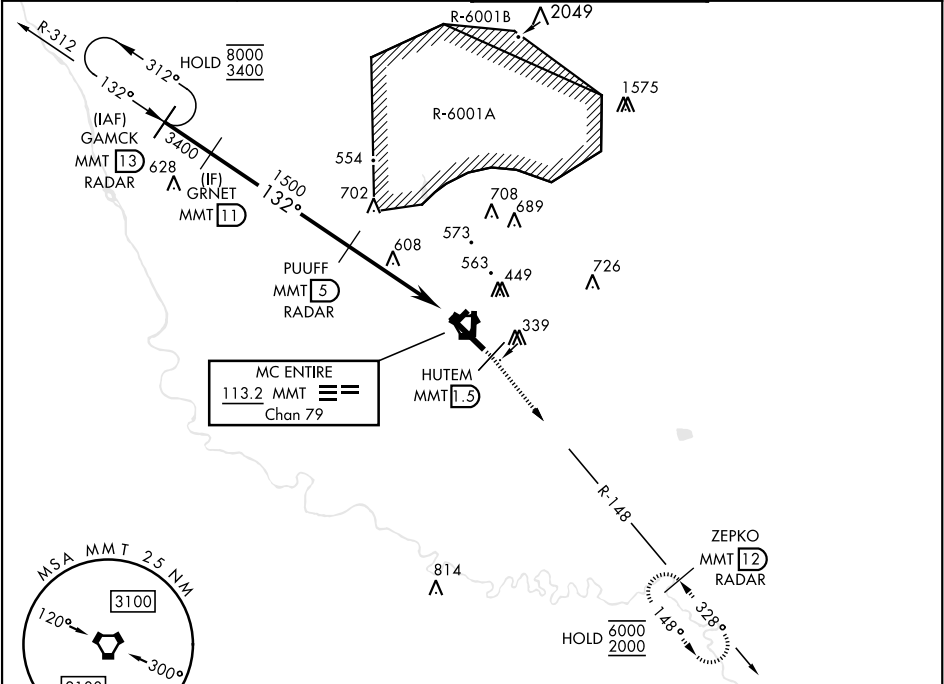 R-6001B
2049
R-312
HOLD 8000
3400
312°
132°
1575
R-6001A
(IAF)
GAMCK
MMT 13
RADAR
3400
628
(IF)
GRNET
MMT 11
554
702
1500
132°
708
689
573
608
563
449
726
PUUFF
MMT 5
RADAR
339
MC ENTIRE
113.2 MMT
Chan 79
HUTEM
MMT 1.5
R-148
ZEPKO
MMT 12
RADAR
814
328°
148°
HOLD 6000
2000
MSA MMT 25 NM
3100
120°
300°